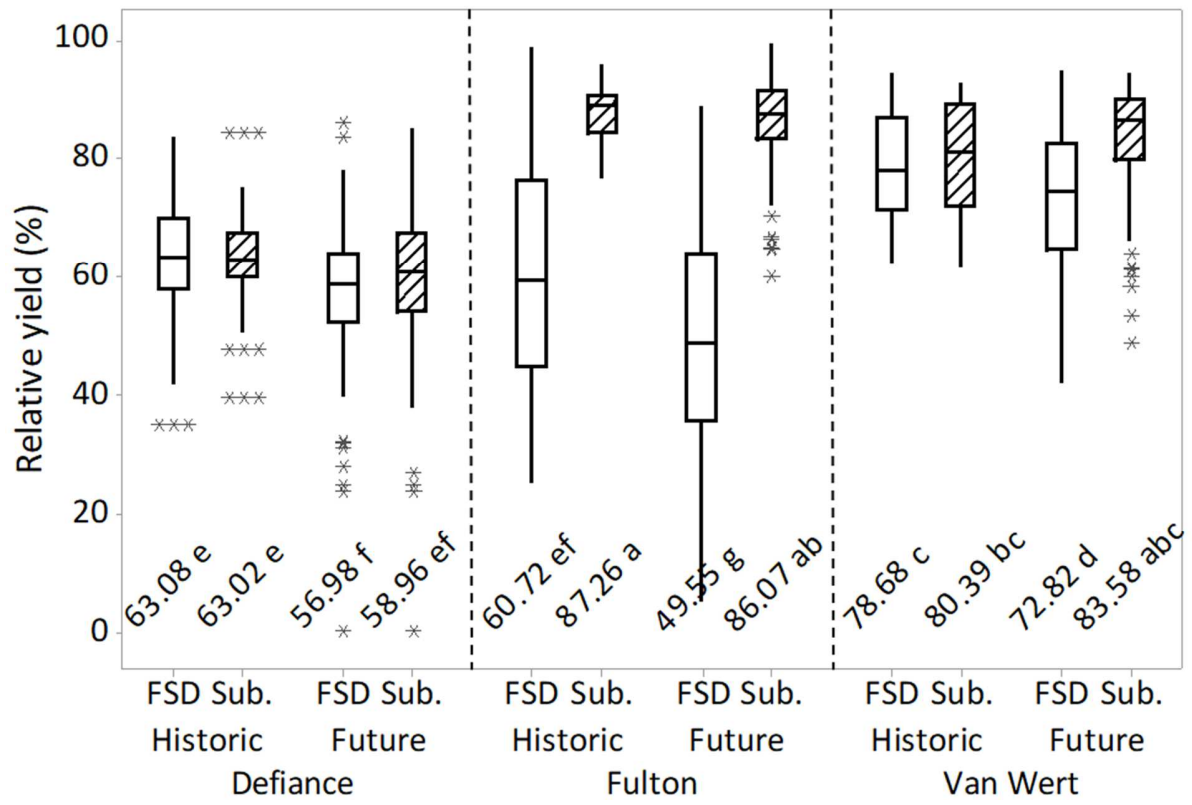 Relative yield (%)
100
80
60
40
20
0
63.08 e
63.02 e
56.98 f
58.96 ef
60.72 ef
87.26 a
49.55 g
86.07 ab
78.68 c
80.39 bc
72.82 d
83.58 abc
FSD Sub. FSD Sub. FSD Sub. FSD Sub. FSD Sub. FSD Sub.
Historic Future Historic Future Historic Future
Defiance Fulton Van Wert